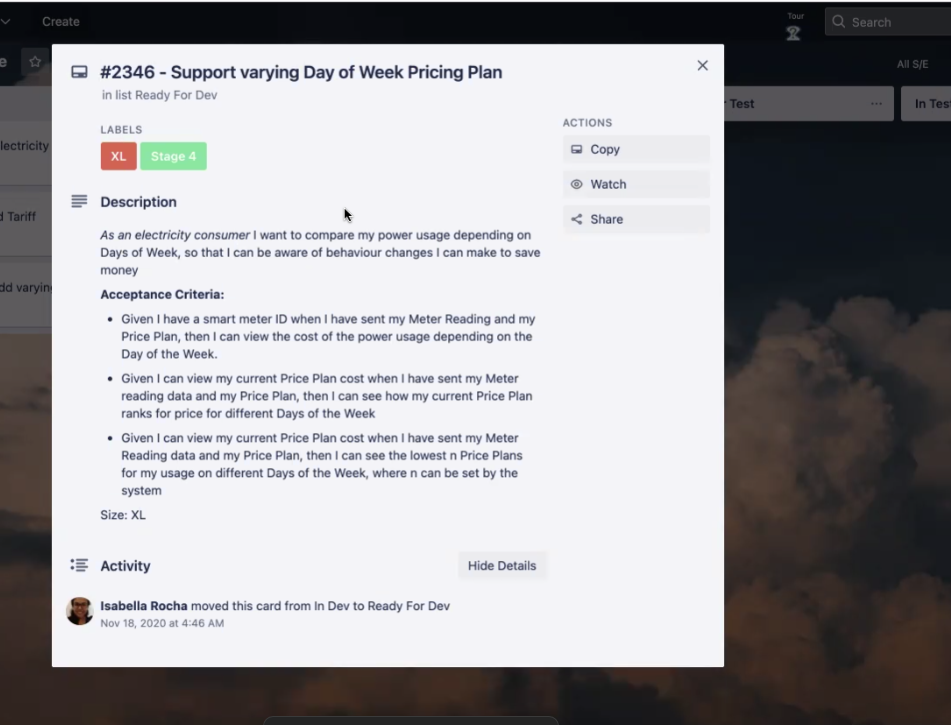 Create
Tour
Search
e
All S/E
#2346 - Support varying Day of Week Pricing Plan
in list Ready For Dev
Test
...
In Tes
LABELS
XL
Stage 4
ACTIONS
Copy
Watch
Share
lectricity
d Tariff
dd varyin
Description
As an electricity consumer I want to compare my power usage depending on
Days of Week, so that I can be aware of behaviour changes I can make to save
money
Acceptance Criteria:
• Given I have a smart meter ID when I have sent my Meter Reading and my
Price Plan, then I can view the cost of the power usage depending on the
Day of the Week.
• Given I can view my current Price Plan cost when I have sent my Meter
reading data and my Price Plan, then I can see how my current Price Plan
ranks for price for different Days of the Week
• Given I can view my current Price Plan cost when I have sent my Meter
Reading data and my Price Plan, then I can see the lowest n Price Plans
for my usage on different Days of the Week, where n can be set by the
system
Size: XL
Activity
Hide Details
Isabella Rocha moved this card from In Dev to Ready For Dev
Nov 18, 2020 at 4:46 AM